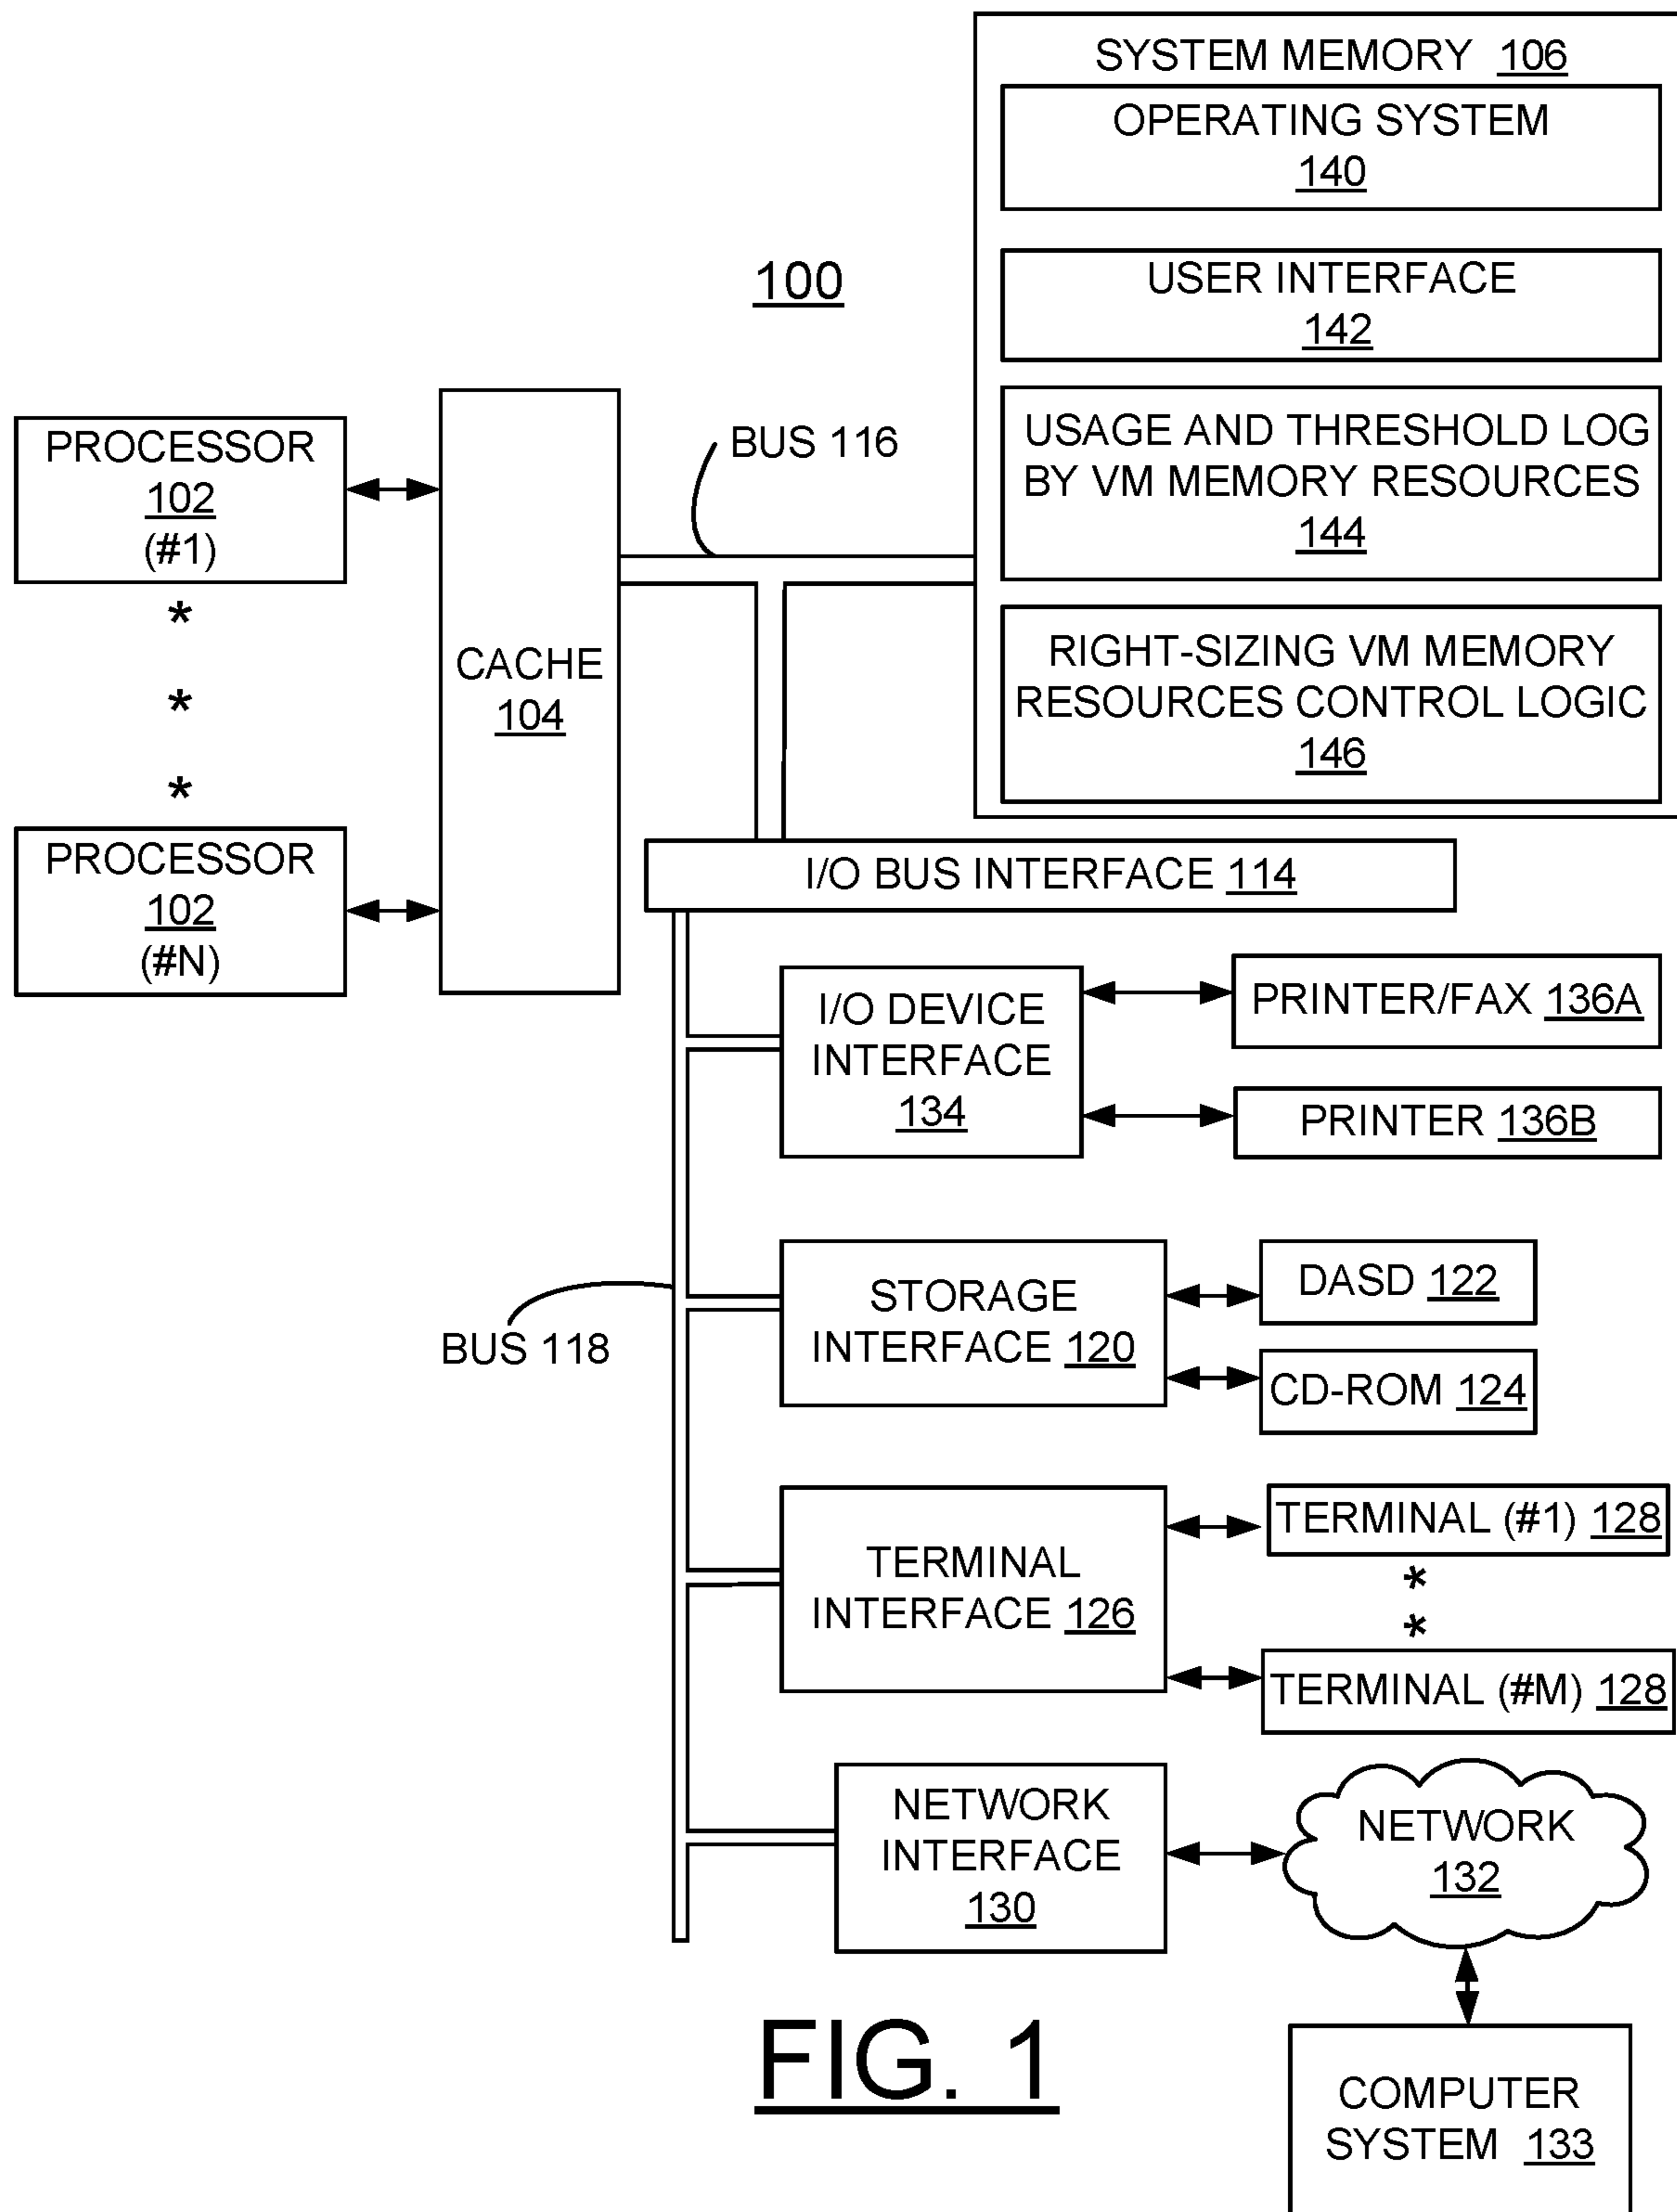 SYSTEM MEMORY 106
OPERATING SYSTEM
140
USER INTERFACE
142
USAGE AND THRESHOLD LOG
BY VM MEMORY RESOURCES
144
RIGHT-SIZING VM MEMORY
RESOURCES CONTROL LOGIC
146
100
BUS 116
PROCESSOR
102
(#1)
*
*
*
PROCESSOR
102
(#N)
CACHE
104
I/O BUS INTERFACE 114
I/O DEVICE
INTERFACE
134
PRINTER/FAX 136A
PRINTER 136B
BUS 118
STORAGE
INTERFACE 120
DASD 122
CD-ROM 124
TERMINAL
INTERFACE 126
TERMINAL (#1) 128
*
*
TERMINAL (#M) 128
NETWORK
INTERFACE
130
NETWORK
132
COMPUTER
SYSTEM 133
FIG. 1